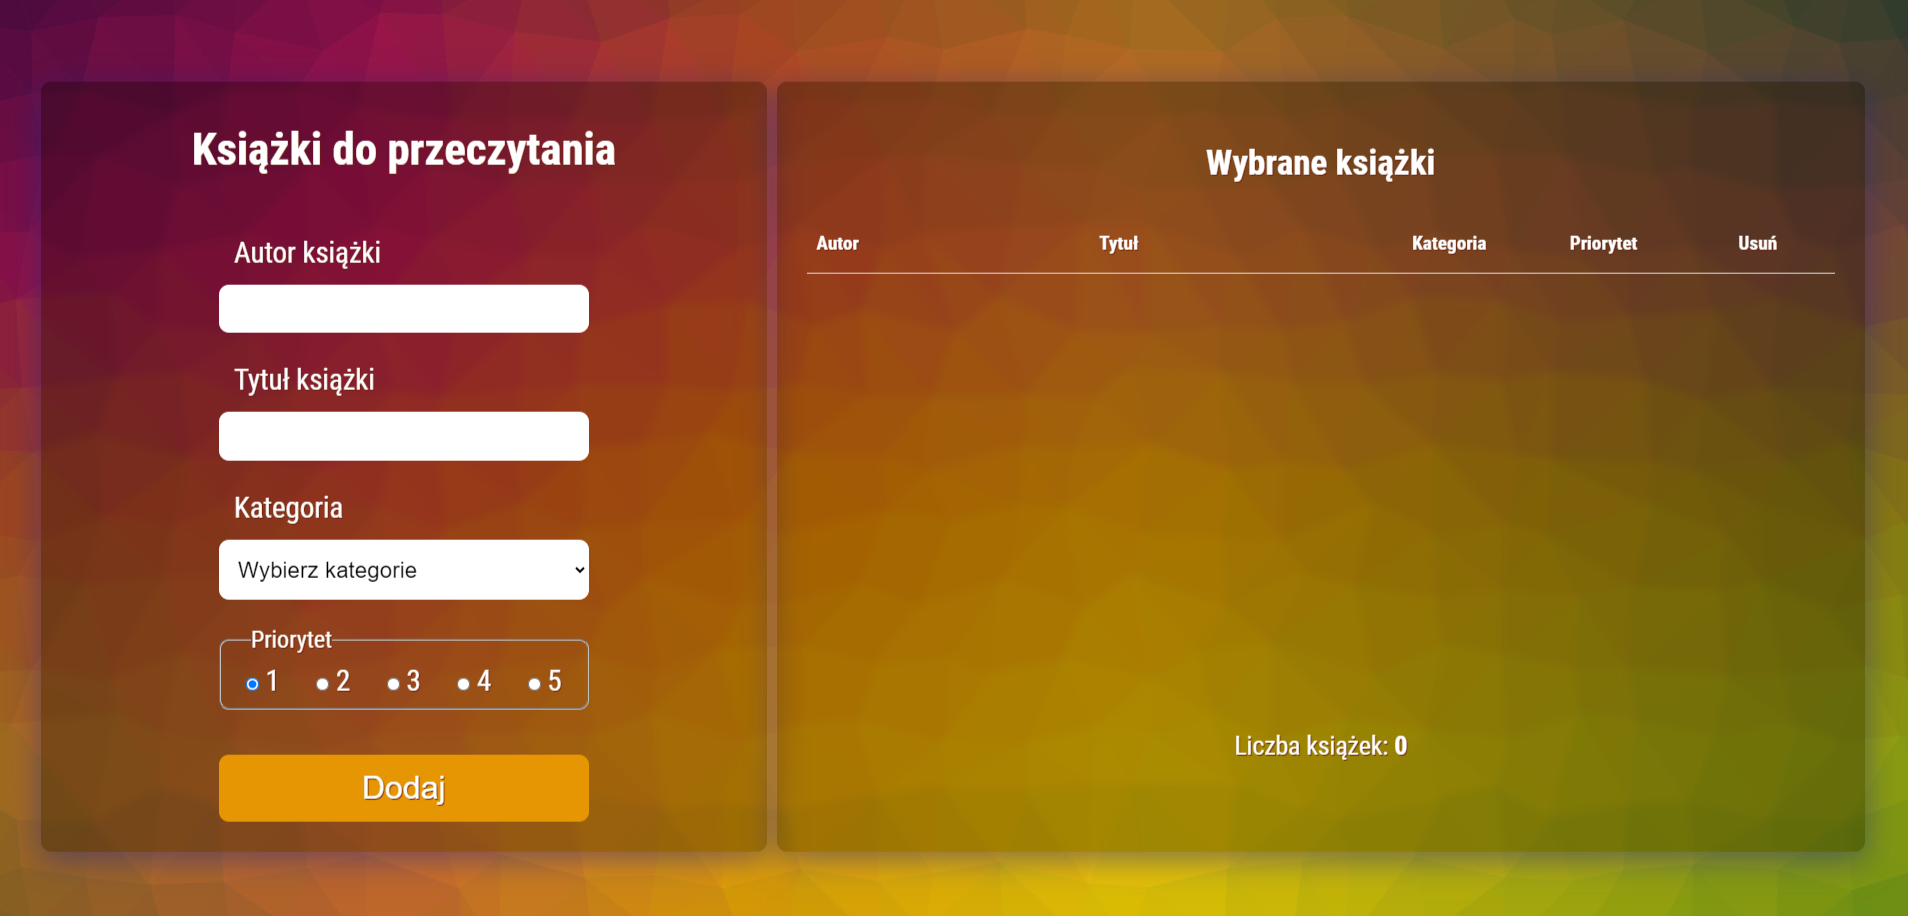 Książki do przeczytania
Autor książki
Tytuł książki
Kategoria
Wybierz kategorie
Priorytet
1 2 3 4 5
Dodaj
Wybrane książki
Autor Tytuł Kategoria Priorytet Usuń
Liczba książek: 0